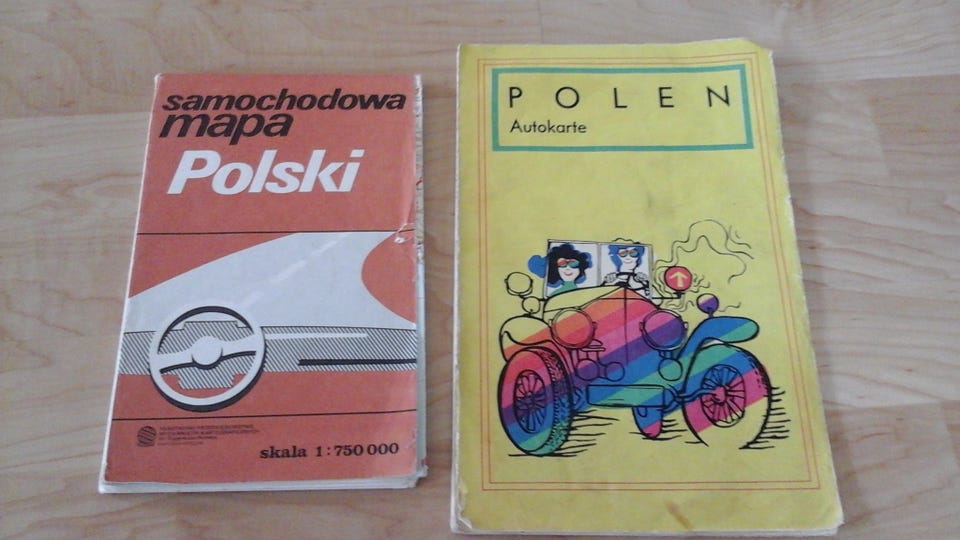 samochodowa
mapa
Polski
skala 1:750 000
POLEN
Autokarte